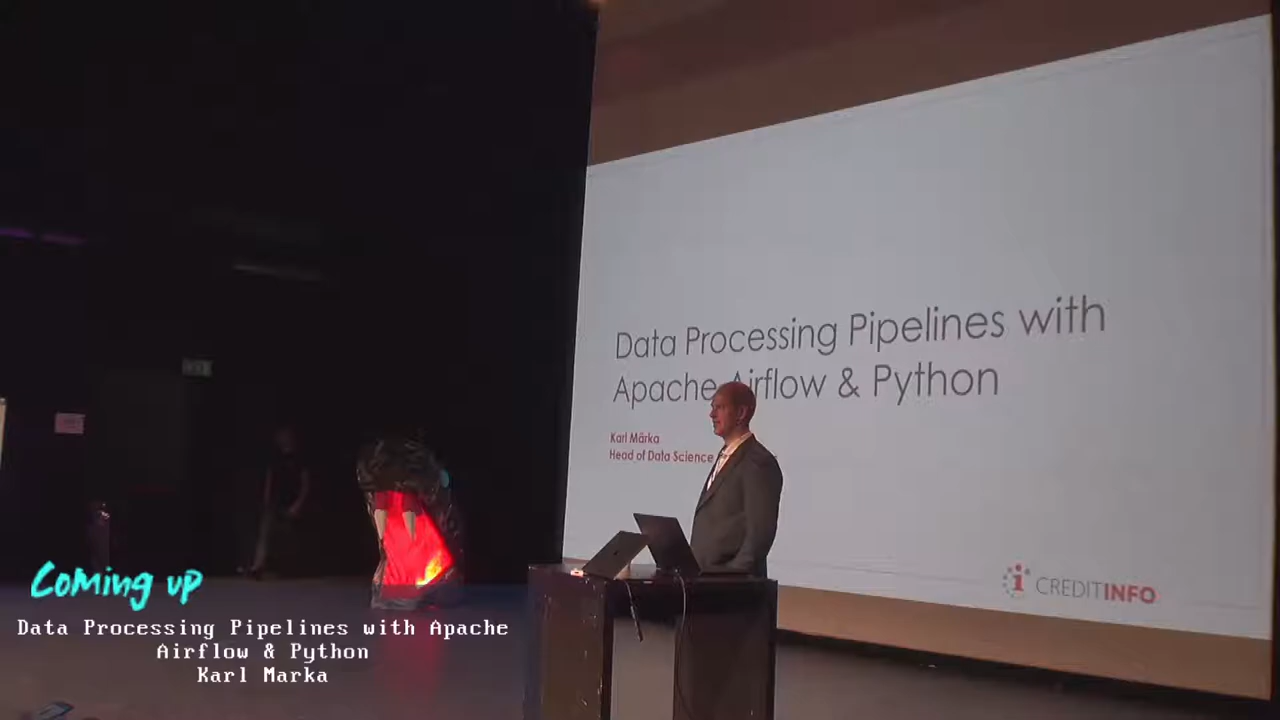 Data Processing Pipelines with
Apache Airflow & Python
Karl Märka
Head of Data Science
CREDITINFO
Coming up
Data Processing Pipelines with Apache
Airflow & Python
Karl Marka